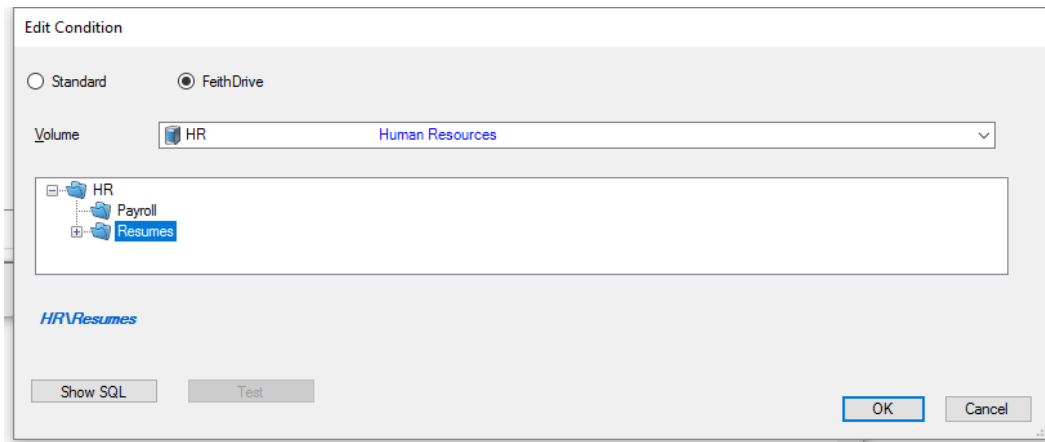 Edit Condition
Standard FeithDrive
Volume HR Human Resources
HR
Payroll
Resumes
HR\Resumes
Show SQL Test
OK Cancel